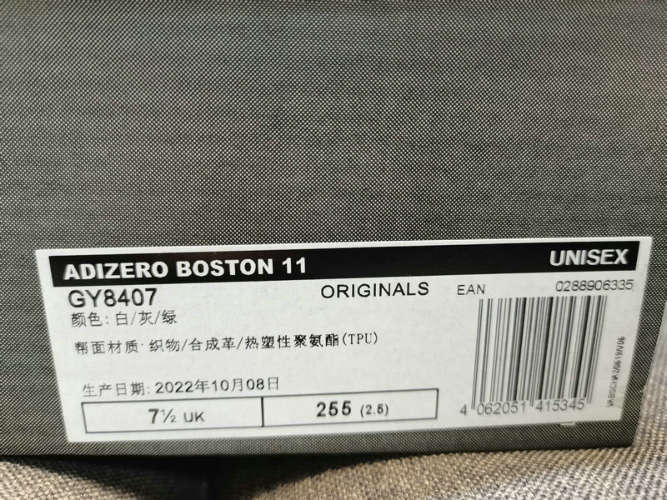 ADIZERO BOSTON 11 UNISEX
GY8407 ORIGINALS EAN 0288906335
颜色: 白/灰/绿
帮面材质: 织物/合成革/热塑性聚氨酯(TPU)
生产日期: 2022年10月08日
7½ UK 255 (2.5)
4 062051 415345